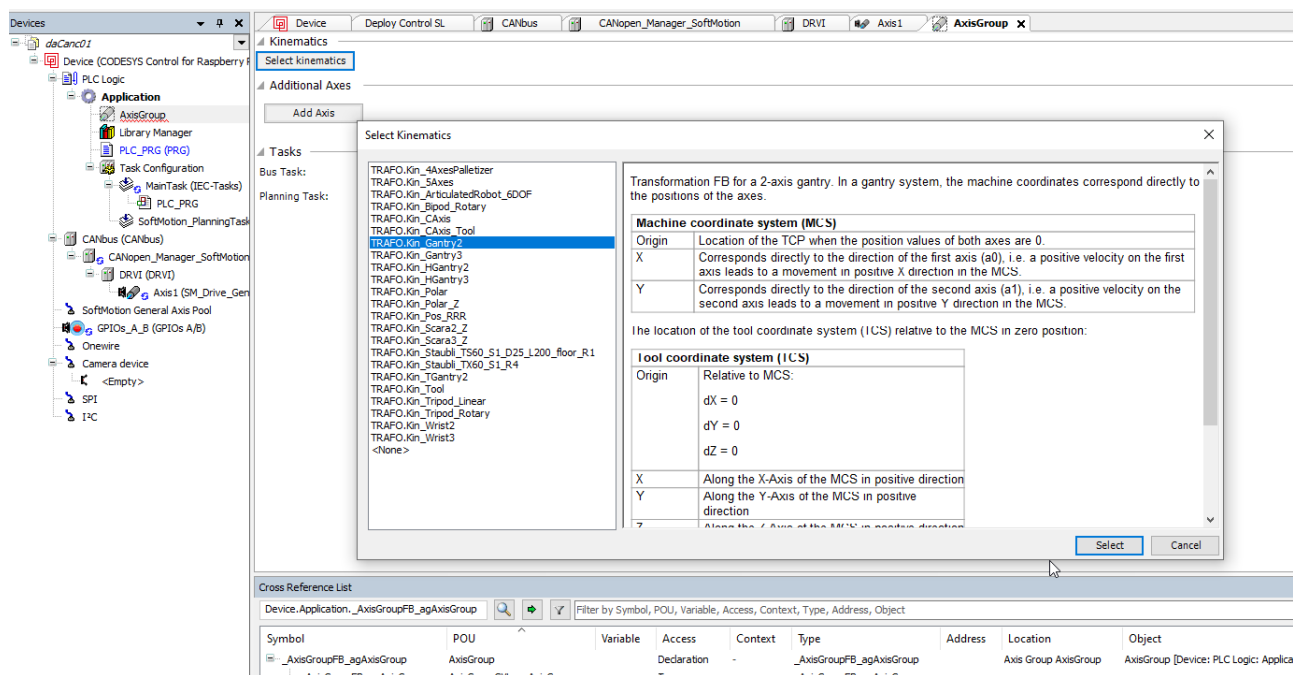 Devices
daCanc01
Device (CODESYS Control for Raspberry
PLC Logic
Application
AxisGroup
Library Manager
PLC_PRG (PRG)
Task Configuration
MainTask (IEC-Tasks)
PLC_PRG
SoftMotion_PlanningTask
CANbus (CANbus)
CANopen_Manager_SoftMotion
DRVI (DRVI)
Axis1 (SM_Drive_Gen
SoftMotion General Axis Pool
GPIOs_A_B (GPIOs A/B)
Onewire
Camera device
<Empty>
SPI
I²C
Device Deploy Control SL CANbus CANopen_Manager_SoftMotion DRVI Axis1 AxisGroup
Kinematics
Select kinematics
Additional Axes
Add Axis
Tasks
Bus Task:
Planning Task:
Select Kinematics
TRAFO.Kin_4AxesPalletizer
TRAFO.Kin_5Axes
TRAFO.Kin_ArticulatedRobot_6DOF
TRAFO.Kin_Bipod_Rotary
TRAFO.Kin_CAxis
TRAFO.Kin_CAxis_Tool
TRAFO.Kin_Gantry2
TRAFO.Kin_Gantry3
TRAFO.Kin_HGantry2
TRAFO.Kin_HGantry3
TRAFO.Kin_Polar
TRAFO.Kin_Polar_Z
TRAFO.Kin_Pos_RRR
TRAFO.Kin_Scara2_Z
TRAFO.Kin_Scara3_Z
TRAFO.Kin_Staubli_TS60_S1_D25_L200_floor_R1
TRAFO.Kin_Staubli_TX60_S1_R4
TRAFO.Kin_TGantry2
TRAFO.Kin_Tool
TRAFO.Kin_Tripod_Linear
TRAFO.Kin_Tripod_Rotary
TRAFO.Kin_Wrist2
TRAFO.Kin_Wrist3
<None>
Transformation FB for a 2-axis gantry. In a gantry system, the machine coordinates correspond directly to
the positions of the axes.
Machine coordinate system (MCS)
Origin Location of the TCP when the position values of both axes are 0.
X Corresponds directly to the direction of the first axis (a0), i.e. a positive velocity on the first
axis leads to a movement in positive X direction in the MCS.
Y Corresponds directly to the direction of the second axis (a1), i.e. a positive velocity on the
second axis leads to a movement in positive Y direction in the MCS.
The location of the tool coordinate system (TCS) relative to the MCS in zero position:
Tool coordinate system (TCS)
Origin Relative to MCS:
dX = 0
dY = 0
dZ = 0
X Along the X-Axis of the MCS in positive direction
Y Along the Y-Axis of the MCS in positive
direction
Z Along the Z-Axis of the MCS in positive direction
Select Cancel
Cross Reference List
Device.Application._AxisGroupFB_agAxisGroup Filter by Symbol, POU, Variable, Access, Context, Type, Address, Object
Symbol POU Variable Access Context Type Address Location Object
_AxisGroupFB_agAxisGroup AxisGroup Declaration - _AxisGroupFB_agAxisGroup Axis Group AxisGroup AxisGroup [Device: PLC Logic: Applica